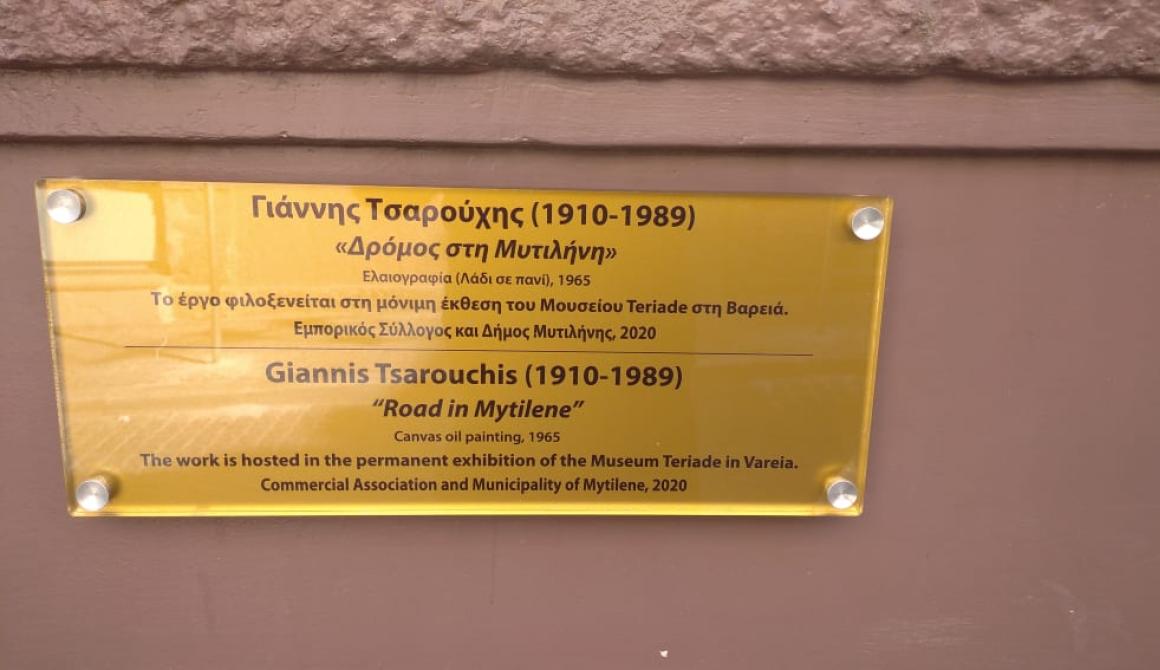 Γιάννης Τσαρούχης (1910-1989)
«Δρόμος στη Μυτιλήνη»
Ελαιογραφία (Λάδι σε πανί), 1965
Το έργο φιλοξενείται στη μόνιμη έκθεση του Μουσείου Teriade στη Βαρειά.
Εμπορικός Σύλλογος και Δήμος Μυτιλήνης, 2020
Giannis Tsarouchis (1910-1989)
“Road in Mytilene”
Canvas oil painting, 1965
The work is hosted in the permanent exhibition of the Museum Teriade in Vareia.
Commercial Association and Municipality of Mytilene, 2020